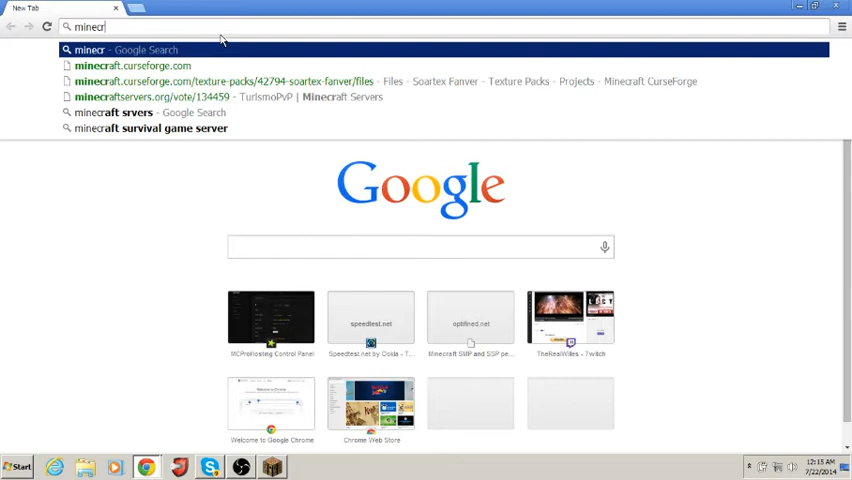 New Tab
minecr
minecr - Google Search
minecraft.curseforge.com
minecraft.curseforge.com/texture-packs/42794-soartex-fanver/files - Files - Soartex Fanver - Texture Packs - Projects - Minecraft CurseForge
minecraftservers.org/vote/134459 - TurismoPvP | Minecraft Servers
minecraft srvers - Google Search
minecraft survival game server
Google
speedtest.net
optifined.net
MCProHosting Control Panel
Speedtest.net by Ookla - T...
Minecraft SMP and SSP pe...
TheRealWilles - Twitch
Welcome to Google Chrome
Chrome Web Store
Start
12:15 AM
7/22/2014